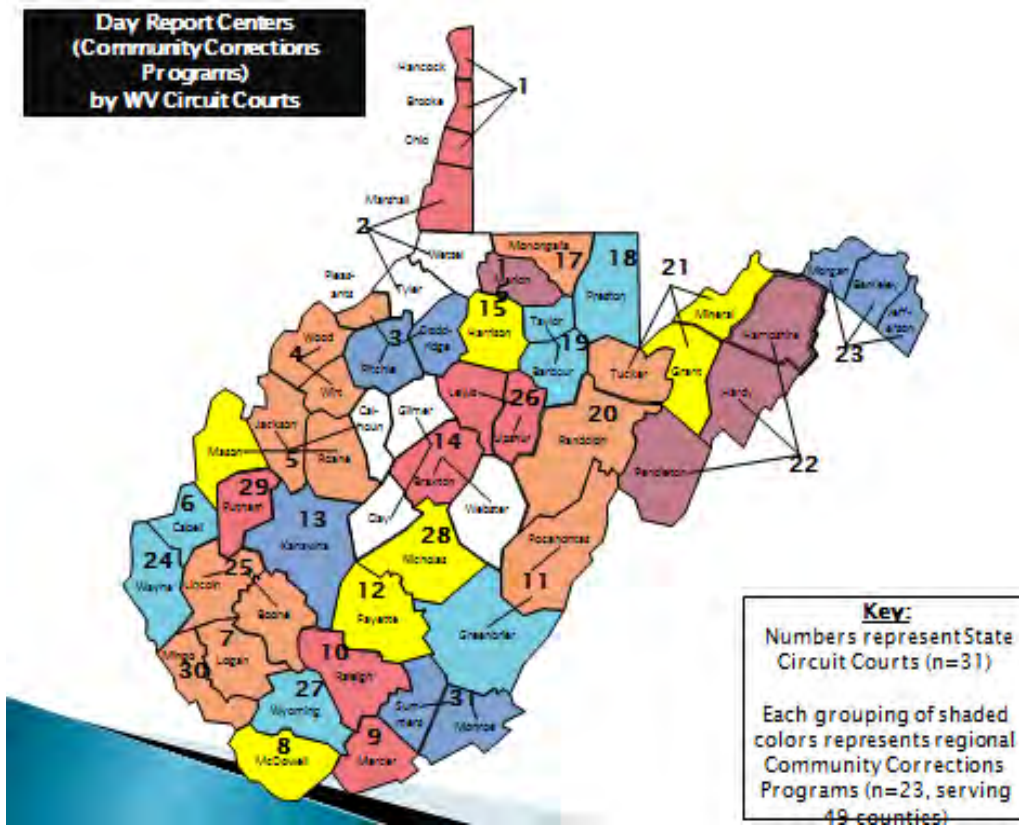 Day Report Centers
(Community Corrections
Programs)
by WV Circuit Courts
Hancock
1
Brooke
Ohio
Marshall
2
Wetzel
Monongalia
17
18
21
Pleas-
ants
Tyler
Marion
Preston
Mineral
Morgan
Berkeley
Jeff-
erson
15
Harrison
Taylor
Hampshire
Wood
3
Dodd-
ridge
Ritchie
23
4
19
Barbour
Tucker
Grant
Wirt
Hardy
Cal-
houn
Gilmer
Lewis
26
Upshur
20
Randolph
Jackson
Mason
5
Roane
14
Braxton
Pendleton
22
29
Putnam
Webster
6
Cabell
13
Kanawha
Clay
28
Nicholas
Pocahontas
24
Wayne
25
Lincoln
12
Fayette
11
Boone
Greenbrier
Mingo
7
Logan
30
10
Raleigh
27
Wyoming
Sum-
mers
31
Monroe
8
McDowell
9
Mercer
Key:
Numbers represent State
Circuit Courts (n=31)
Each grouping of shaded
colors represents regional
Community Corrections
Programs (n=23, serving
49 counties)